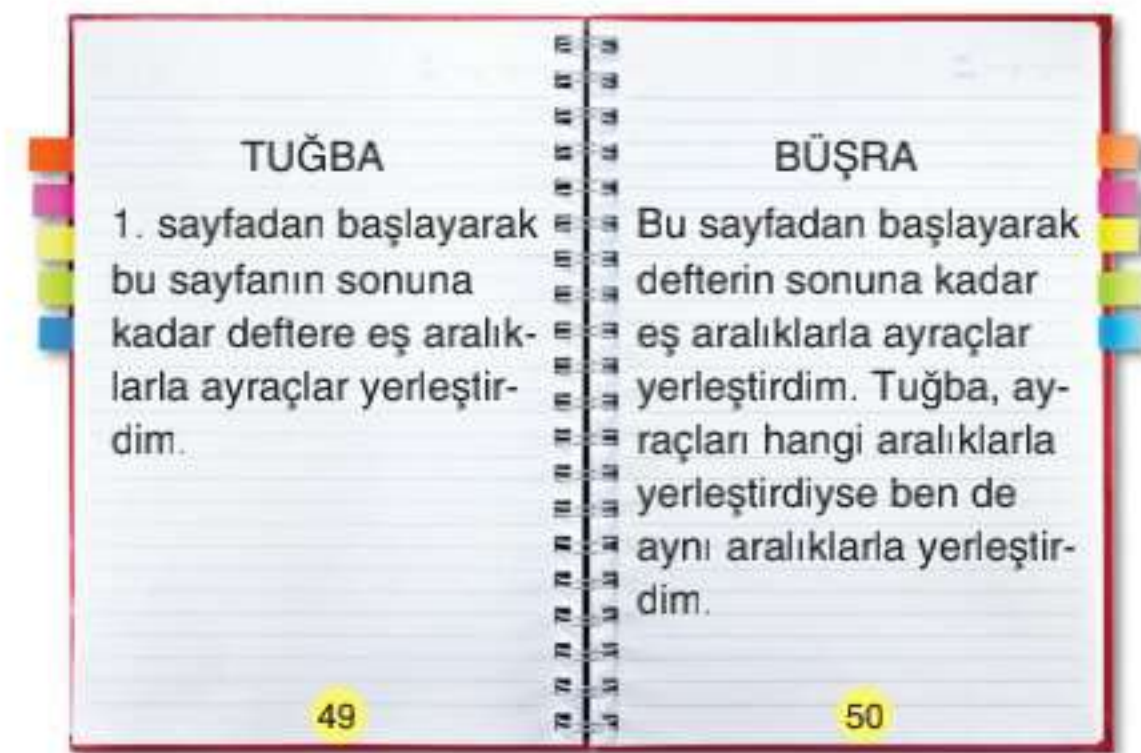 TUĞBA
1. sayfadan başlayarak
bu sayfanın sonuna
kadar deftere eş aralık-
larla ayraçlar yerleştir-
dim.
49
BÜŞRA
Bu sayfadan başlayarak
defterin sonuna kadar
eş aralıklarla ayraçlar
yerleştirdim. Tuğba, ay-
raçları hangi aralıklarla
yerleştirdiyse ben de
aynı aralıklarla yerleştir-
dim.
50